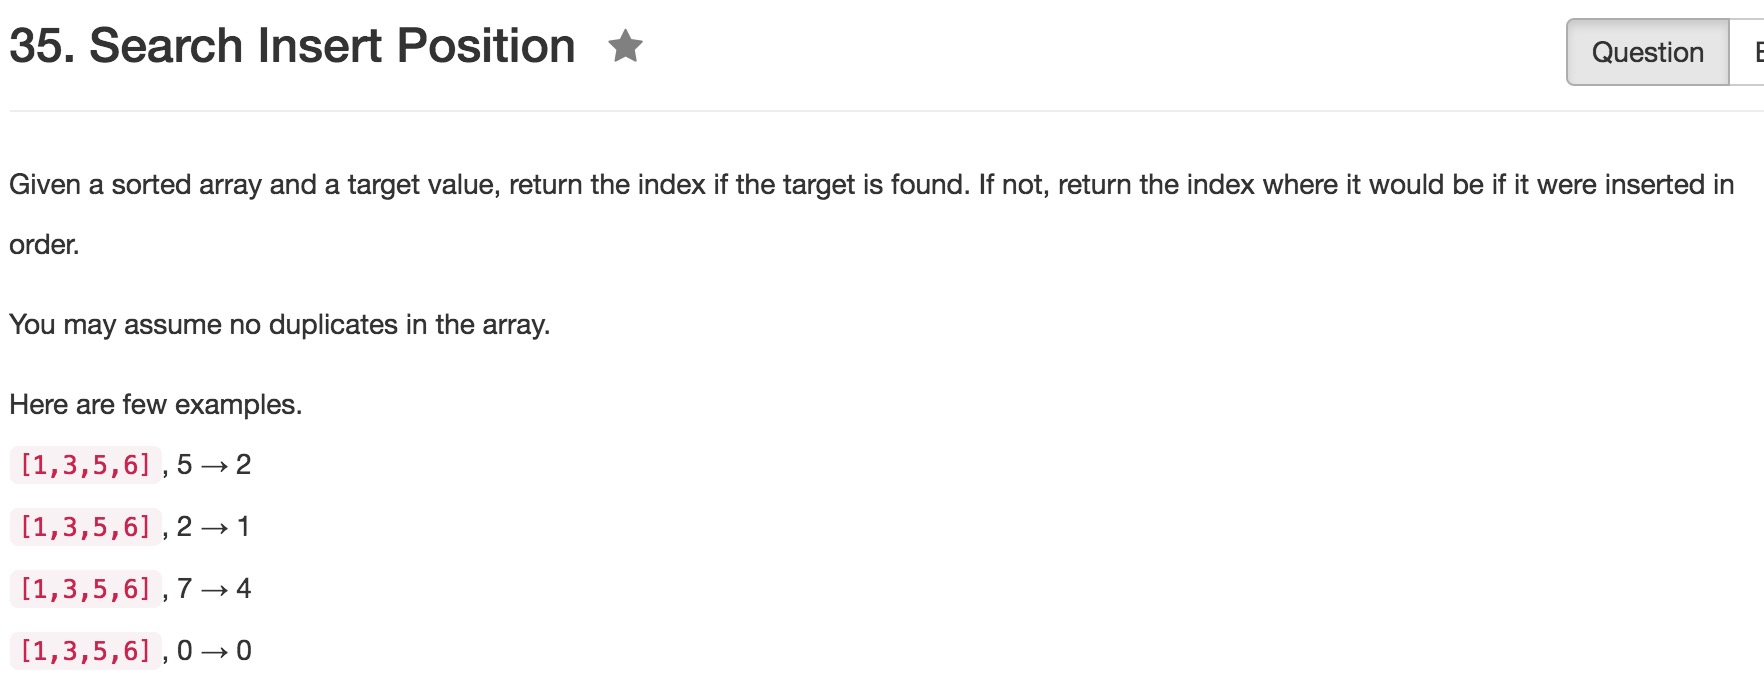 35. Search Insert Position
Question
Given a sorted array and a target value, return the index if the target is found. If not, return the index where it would be if it were inserted in
order.
You may assume no duplicates in the array.
Here are few examples.
[1,3,5,6] , 5 → 2
[1,3,5,6] , 2 → 1
[1,3,5,6] , 7 → 4
[1,3,5,6] , 0 → 0